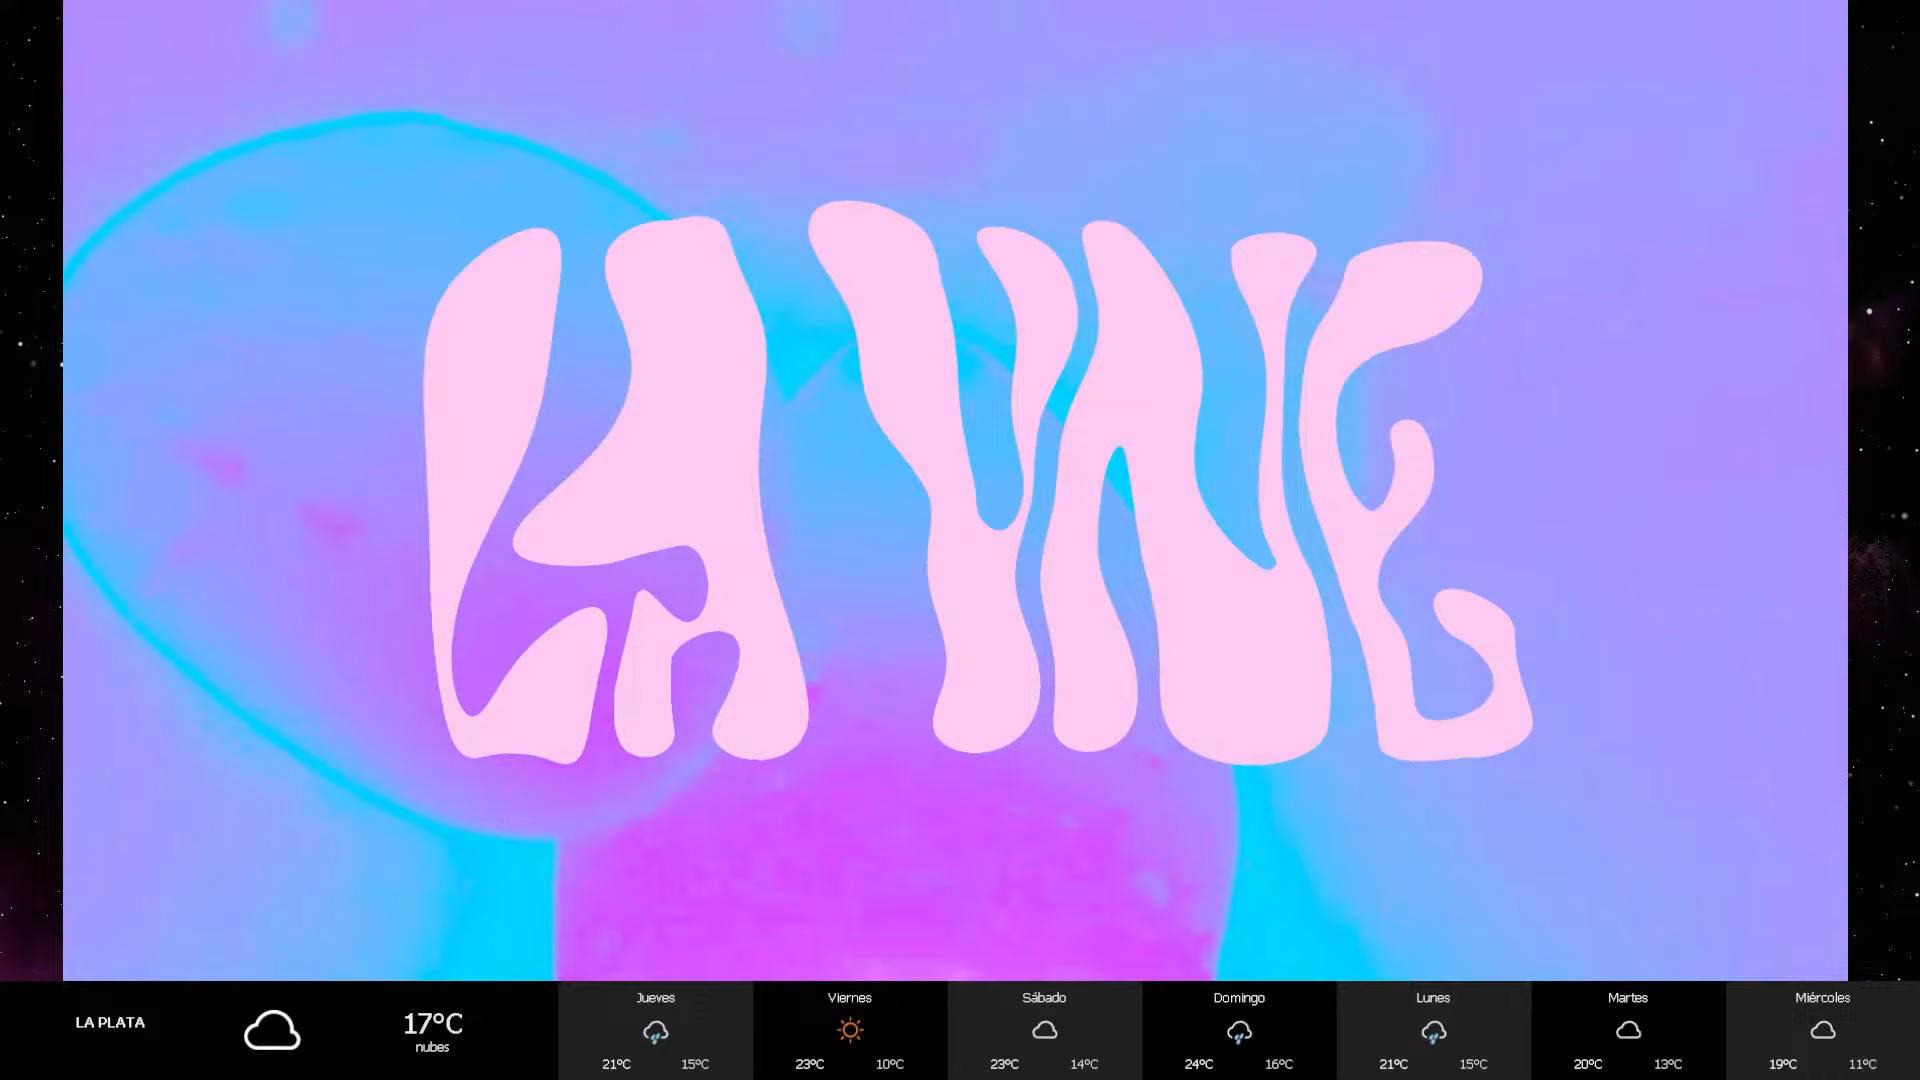 LA YNE
LA PLATA
17°C
nubes
Jueves
21°C 15°C
Viernes
23°C 10°C
Sábado
23°C 14°C
Domingo
24°C 16°C
Lunes
21°C 15°C
Martes
20°C 13°C
Miércoles
19°C 11°C